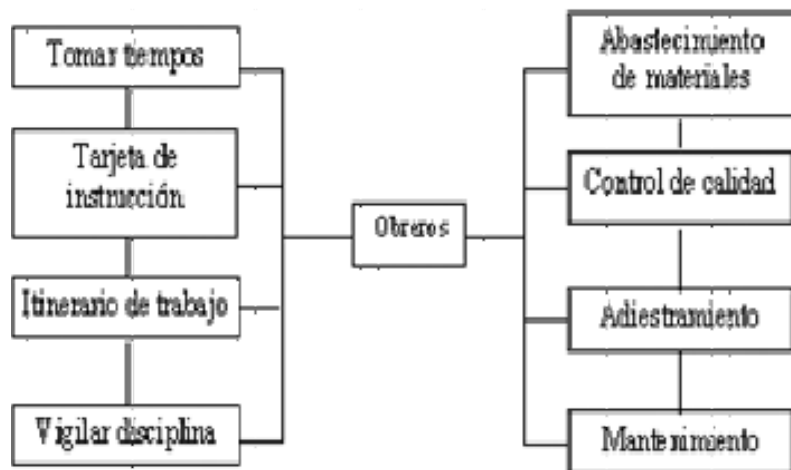 Tomar tiempos
Tarjeta de
instrucción
Itinerario de trabajo
Vigilar disciplina
Obreros
Abastecimiento
de materiales
Control de calidad
Adiestramiento
Mantenimiento